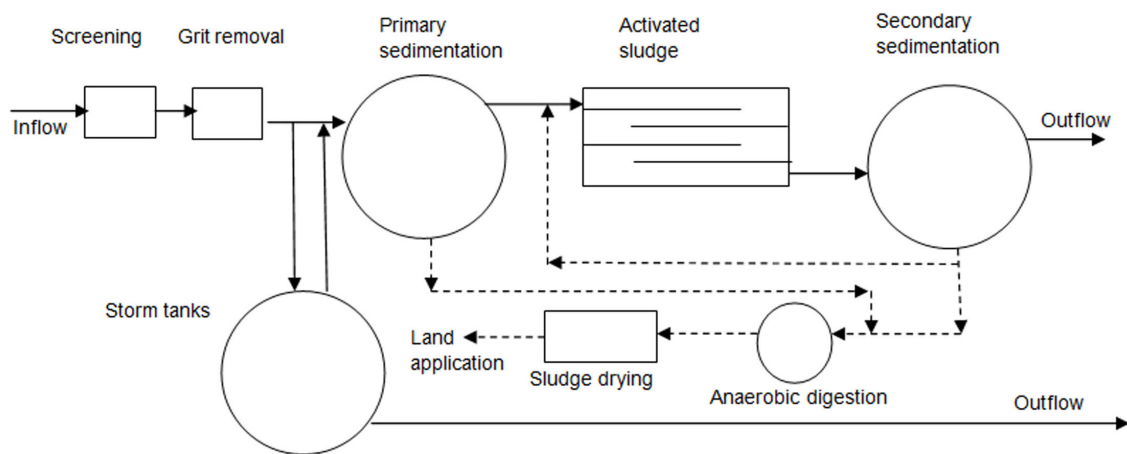 Screening
Grit removal
Primary
sedimentation
Activated
sludge
Secondary
sedimentation
Inflow
Outflow
Storm tanks
Land
application
Sludge drying
Anaerobic digestion
Outflow